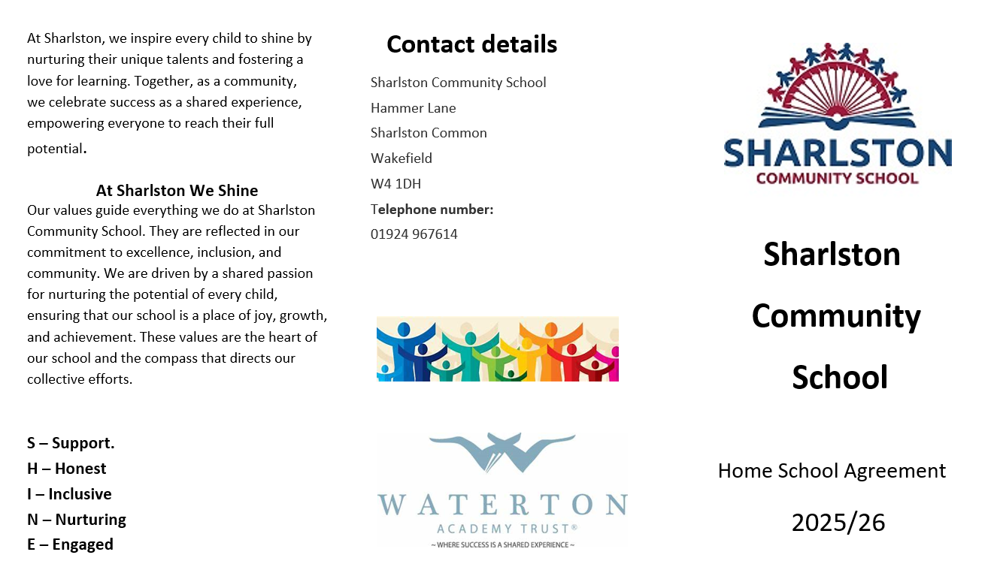 At Sharlston, we inspire every child to shine by
nurturing their unique talents and fostering a
love for learning. Together, as a community,
we celebrate success as a shared experience,
empowering everyone to reach their full
potential.
At Sharlston We Shine
Our values guide everything we do at Sharlston
Community School. They are reflected in our
commitment to excellence, inclusion, and
community. We are driven by a shared passion
for nurturing the potential of every child,
ensuring that our school is a place of joy, growth,
and achievement. These values are the heart of
our school and the compass that directs our
collective efforts.
S – Support.
H – Honest
I – Inclusive
N – Nurturing
E – Engaged
Contact details
Sharlston Community School
Hammer Lane
Sharlston Common
Wakefield
W4 1DH
Telephone number:
01924 967614
WATERTON
ACADEMY TRUST®
~ WHERE SUCCESS IS A SHARED EXPERIENCE ~
SHARLSTON
COMMUNITY SCHOOL
Sharlston
Community
School
Home School Agreement
2025/26